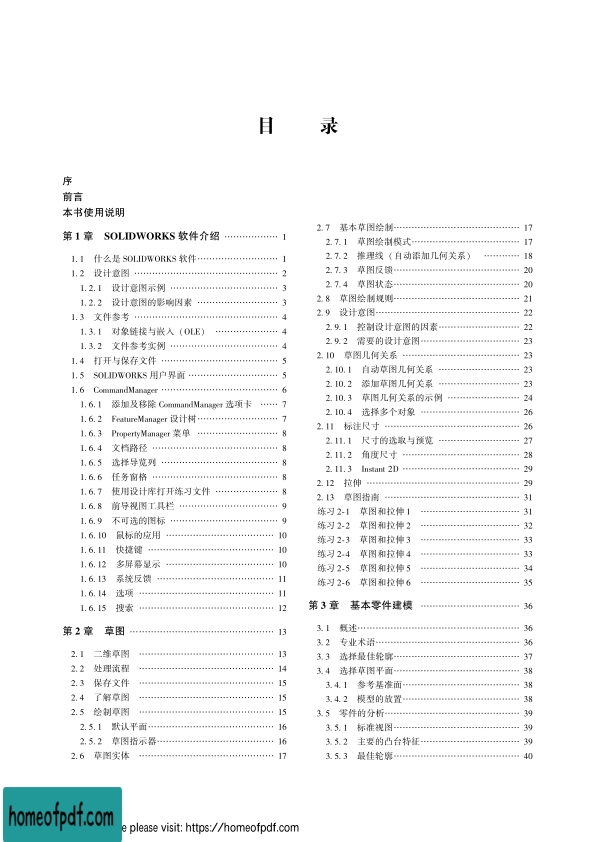 目 录
序
前言
本书使用说明
第 1 章 SOLIDWORKS 软件介绍 ………………… 1
1. 1 什么是 SOLIDWORKS 软件………………………… 1
1. 2 设计意图 ……………………………………… 2
1. 2. 1 设计意图示例 …………………………… 3
1. 2. 2 设计意图的影响因素 …………………… 3
1. 3 文件参考 ……………………………………… 4
1. 3. 1 对象链接与嵌入（OLE） ………………… 4
1. 3. 2 文件参考实例 …………………………… 4
1. 4 打开与保存文件 ……………………………… 5
1. 5 SOLIDWORKS 用户界面 ……………………… 5
1. 6 CommandManager ……………………………… 6
1. 6. 1 添加及移除 CommandManager 选项卡 …… 7
1. 6. 2 FeatureManager 设计树…………………… 7
1. 6. 3 PropertyManager 菜单 …………………… 8
1. 6. 4 文档路径 ………………………………… 8
1. 6. 5 选择导览列 ……………………………… 8
1. 6. 6 任务窗格 ………………………………… 8
1. 6. 7 使用设计库打开练习文件 ……………… 8
1. 6. 8 前导视图工具栏 ………………………… 9
1. 6. 9 不可选的图标 …………………………… 9
1. 6. 10 鼠标的应用 …………………………… 10
1. 6. 11 快捷键 ………………………………… 10
1. 6. 12 多屏幕显示 …………………………… 10
1. 6. 13 系统反馈 ……………………………… 11
1. 6. 14 选项 …………………………………… 11
1. 6. 15 搜索 …………………………………… 12
第 2 章 草图 ……………………………………… 13
2. 1 二维草图 ……………………………………… 13
2. 2 处理流程 ……………………………………… 14
2. 3 保存文件 ……………………………………… 15
2. 4 了解草图 ……………………………………… 15
2. 5 绘制草图 ……………………………………… 15
2. 5. 1 默认平面………………………………… 16
2. 5. 2 草图指示器……………………………… 16
2. 6 草图实体 ……………………………………… 17
2. 7 基本草图绘制………………………………… 17
2. 7. 1 草图绘制模式…………………………… 17
2. 7. 2 推理线（自动添加几何关系） ………… 18
2. 7. 3 草图反馈………………………………… 20
2. 7. 4 草图状态………………………………… 20
2. 8 草图绘制规则………………………………… 21
2. 9 设计意图……………………………………… 22
2. 9. 1 控制设计意图的因素…………………… 22
2. 9. 2 需要的设计意图………………………… 23
2. 10 草图几何关系 ……………………………… 23
2. 10. 1 自动草图几何关系 …………………… 23
2. 10. 2 添加草图几何关系 …………………… 23
2. 10. 3 草图几何关系的示例 ………………… 24
2. 10. 4 选择多个对象 ………………………… 26
2. 11 标注尺寸 …………………………………… 26
2. 11. 1 尺寸的选取与预览 …………………… 27
2. 11. 2 角度尺寸 ……………………………… 28
2. 11. 3 Instant 2D ……………………………… 29
2. 12 拉伸 ………………………………………… 29
2. 13 草图指南 …………………………………… 31
练习 2-1 草图和拉伸 1 ………………………… 31
练习 2-2 草图和拉伸 2 ………………………… 32
练习 2-3 草图和拉伸 3 ………………………… 33
练习 2-4 草图和拉伸 4 ………………………… 33
练习 2-5 草图和拉伸 5 ………………………… 34
练习 2-6 草图和拉伸 6 ………………………… 35
第 3 章 基本零件建模 …………………………… 36
3. 1 概述…………………………………………… 36
3. 2 专业术语……………………………………… 36
3. 3 选择最佳轮廓………………………………… 37
3. 4 选择草图平面………………………………… 38
3. 4. 1 参考基准面……………………………… 38
3. 4. 2 模型的放置……………………………… 38
3. 5 零件的分析…………………………………… 39
3. 5. 1 标准视图………………………………… 39
3. 5. 2 主要的凸台特征………………………… 39
3. 5. 3 最佳轮廓………………………………… 40
homeofpdf.com
e please visit: https://homeofpdf.com